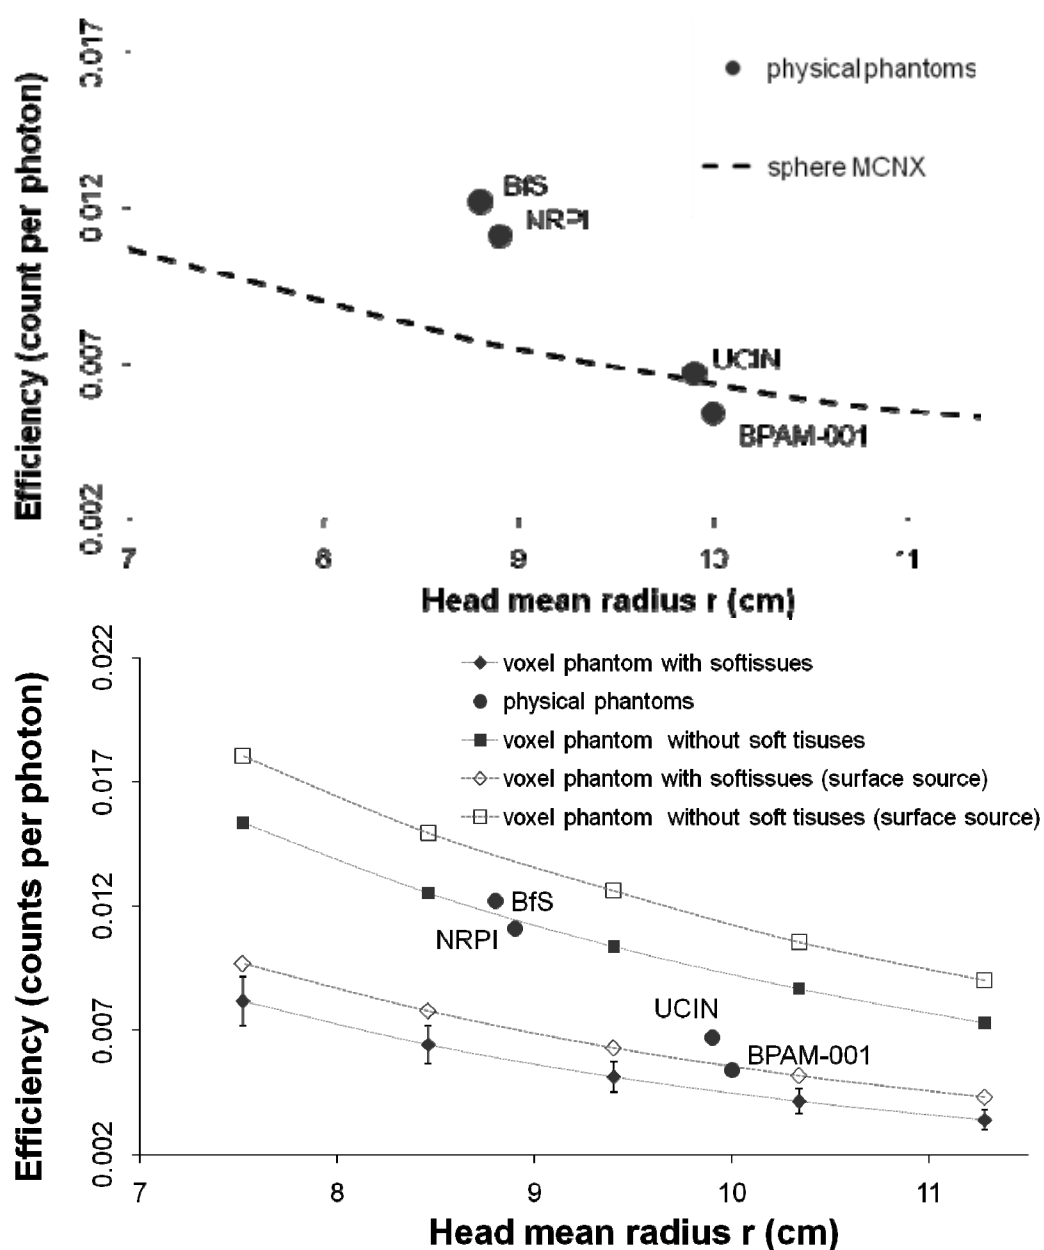 0.017
0.012
0.007
0.002
Efficiency (count per photon)
physical phantoms
sphere MCNX
BfS
NRPI
UCIN
BPAM-001
7
8
9
10
11
Head mean radius r (cm)
0.022
0.017
0.012
0.007
0.002
Efficiency (counts per photon)
voxel phantom with softissues
physical phantoms
voxel phantom without soft tisuses
voxel phantom with softissues (surface source)
voxel phantom without soft tisuses (surface source)
BfS
NRPI
UCIN
BPAM-001
7
8
9
10
11
Head mean radius r (cm)